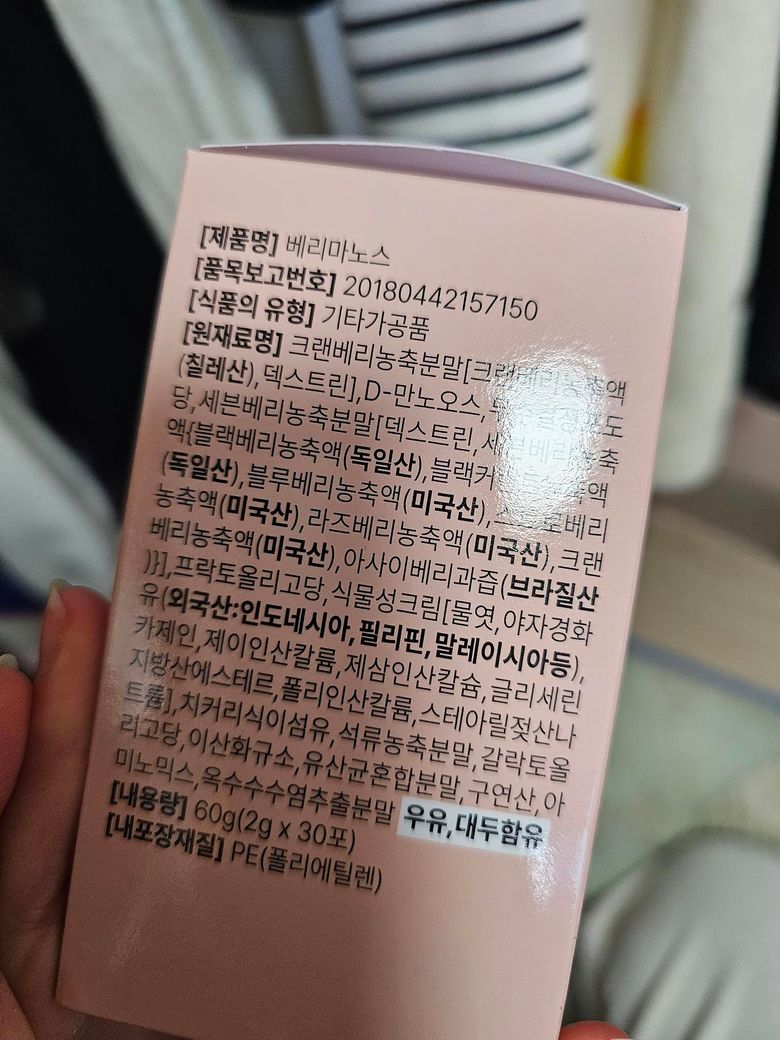 [제품명] 베리마노스
[품목보고번호] 20180442157150
[식품의 유형] 기타가공품
[원재료명] 크랜베리농축분말[크랜베리농축액
(칠레산),덱스트린],D-만노오스,
당,세븐베리농축분말[덱스트린,세븐베리농축
액{블랙베리농축액(독일산),
(독일산),블루베리농축액(미국산),
농축액(미국산),라즈베리농축액(미국산),크랜
베리농축액(미국산),아사이베리과즙(브라질산
)}],프락토올리고당,식물성크림[물엿,야자경화
유(외국산:인도네시아,필리핀,말레이시아등),
카제인,제이인산칼륨,제삼인산칼슘,글리세린
지방산에스테르,폴리인산칼륨,스테아릴젖산나
트륨],치커리식이섬유,석류농축분말,갈락토올
리고당,이산화규소,유산균혼합분말,구연산,아
미노믹스,옥수수수염추출분말 우유,대두함유
[내용량] 60g(2g x 30포)
[내포장재질] PE(폴리에틸렌)